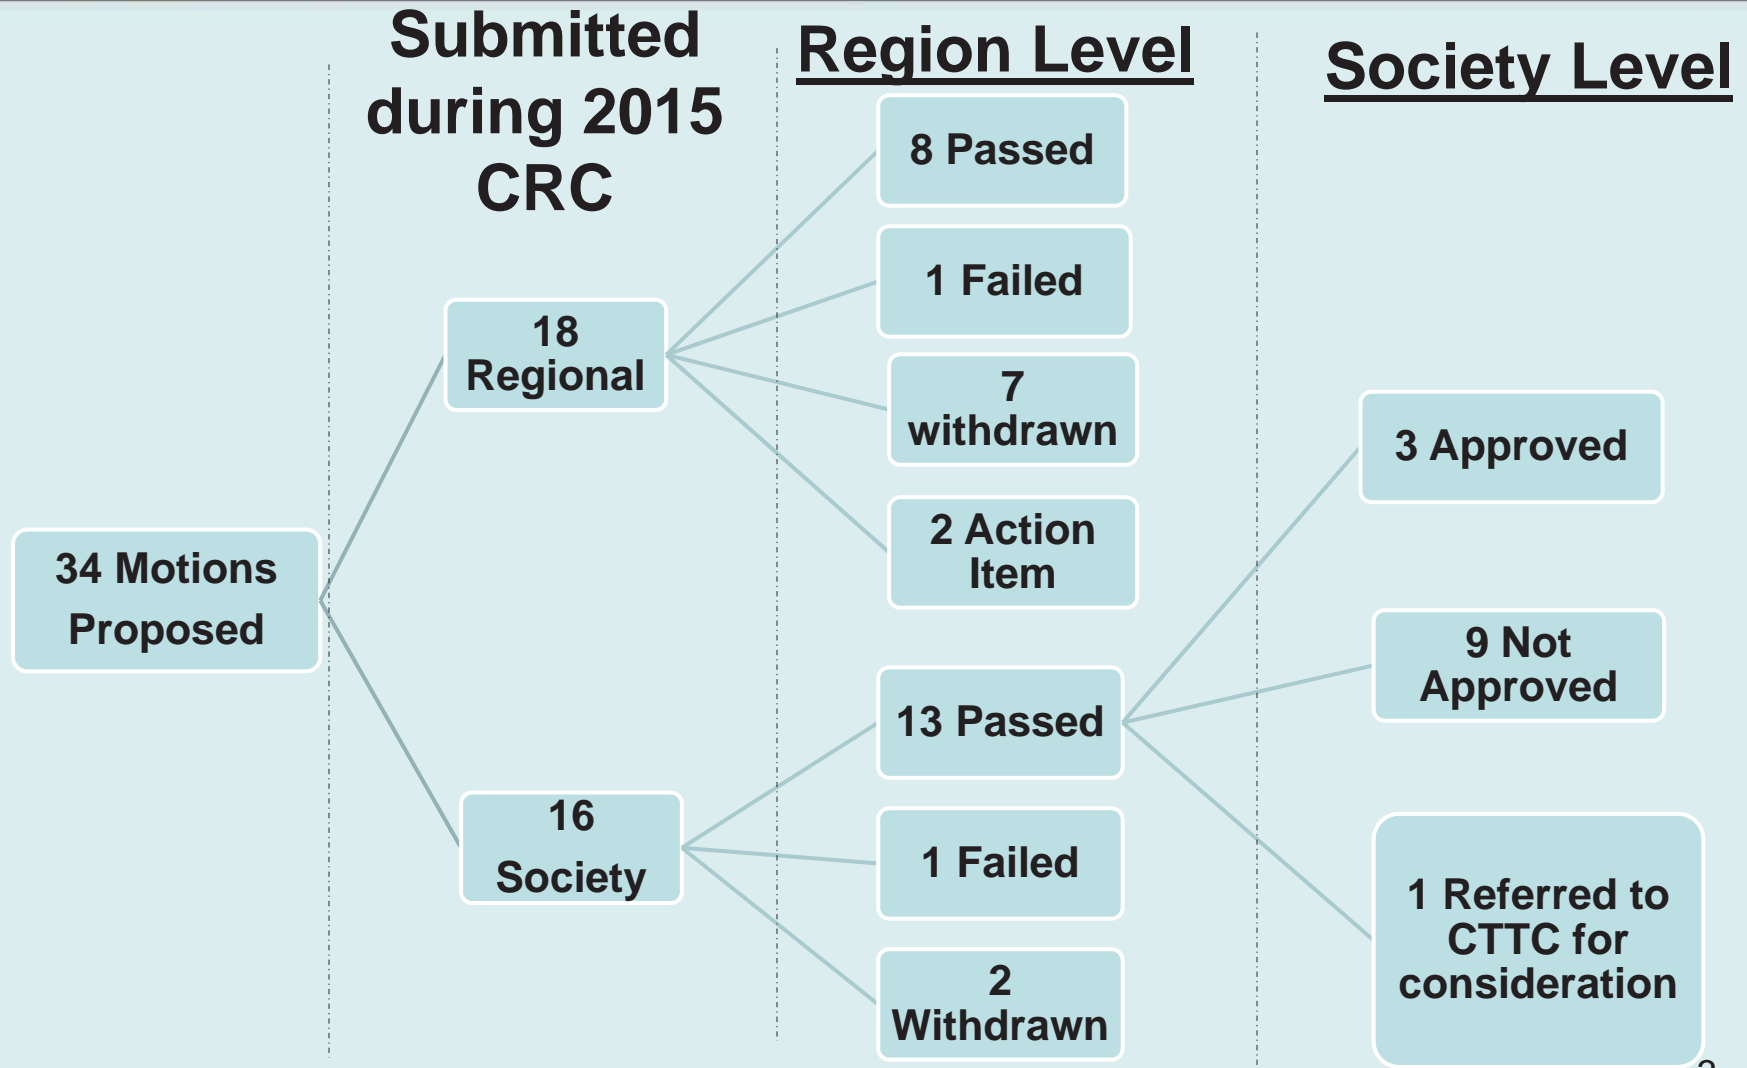 Submitted
during 2015
CRC
Region Level
Society Level
34 Motions
Proposed
18
Regional
16
Society
8 Passed
1 Failed
7
withdrawn
2 Action
Item
13 Passed
1 Failed
2
Withdrawn
3 Approved
9 Not
Approved
1 Referred to
CTTC for
consideration